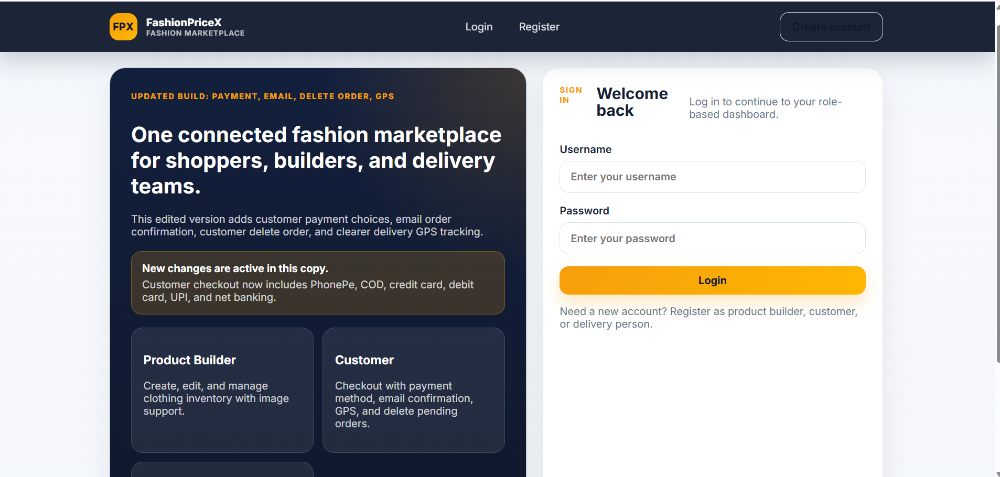 FPX
FashionPriceX
FASHION MARKETPLACE
Login
Register
Create account
UPDATED BUILD: PAYMENT, EMAIL, DELETE ORDER, GPS
One connected fashion marketplace
for shoppers, builders, and delivery
teams.
This edited version adds customer payment choices, email order
confirmation, customer delete order, and clearer delivery GPS tracking.
New changes are active in this copy.
Customer checkout now includes PhonePe, COD, credit card, debit
card, UPI, and net banking.
Product Builder
Create, edit, and manage
clothing inventory with image
support.
Customer
Checkout with payment
method, email confirmation,
GPS, and delete pending
orders.
SIGN
IN
Welcome
back
Log in to continue to your role-
based dashboard.
Username
Enter your username
Password
Enter your password
Login
Need a new account? Register as product builder, customer,
or delivery person.